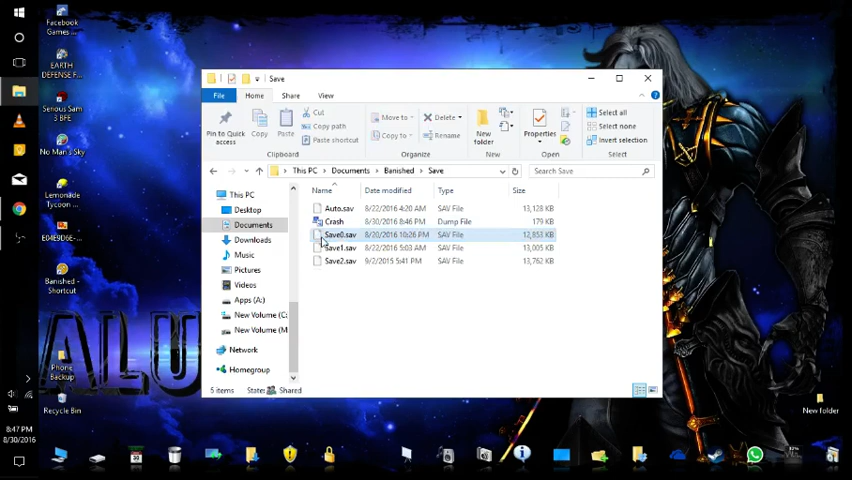 Facebook
Games ...
EARTH
DEFENSE F...
Serious Sam
3 BFE
No Man's Sky
Lemonade
Tycoon ...
E04E9D6E-...
Banished -
Shortcut
Phone
Backup
Recycle Bin
8:47 PM
8/30/2016
Save
File
Home
Share
View
Pin to Quick
access
Copy
Paste
Cut
Copy path
Paste shortcut
Clipboard
Move to
Copy to
Delete
Rename
Organize
New
folder
New
Properties
Open
Select all
Select none
Invert selection
Select
This PC > Documents > Banished > Save
Search Save
This PC
Desktop
Documents
Downloads
Music
Pictures
Videos
Apps (A:)
New Volume (C:
New Volume (M
Network
Homegroup
Name Date modified Type Size
Auto.sav 8/22/2016 4:20 AM SAV File 13,128 KB
Crash 8/30/2016 8:46 PM Dump File 179 KB
Save0.sav 8/20/2016 10:26 PM SAV File 12,853 KB
Save1.sav 8/22/2016 5:03 AM SAV File 13,005 KB
Save2.sav 9/2/2015 5:41 PM SAV File 13,762 KB
5 items State: Shared
ALU
New folder
30